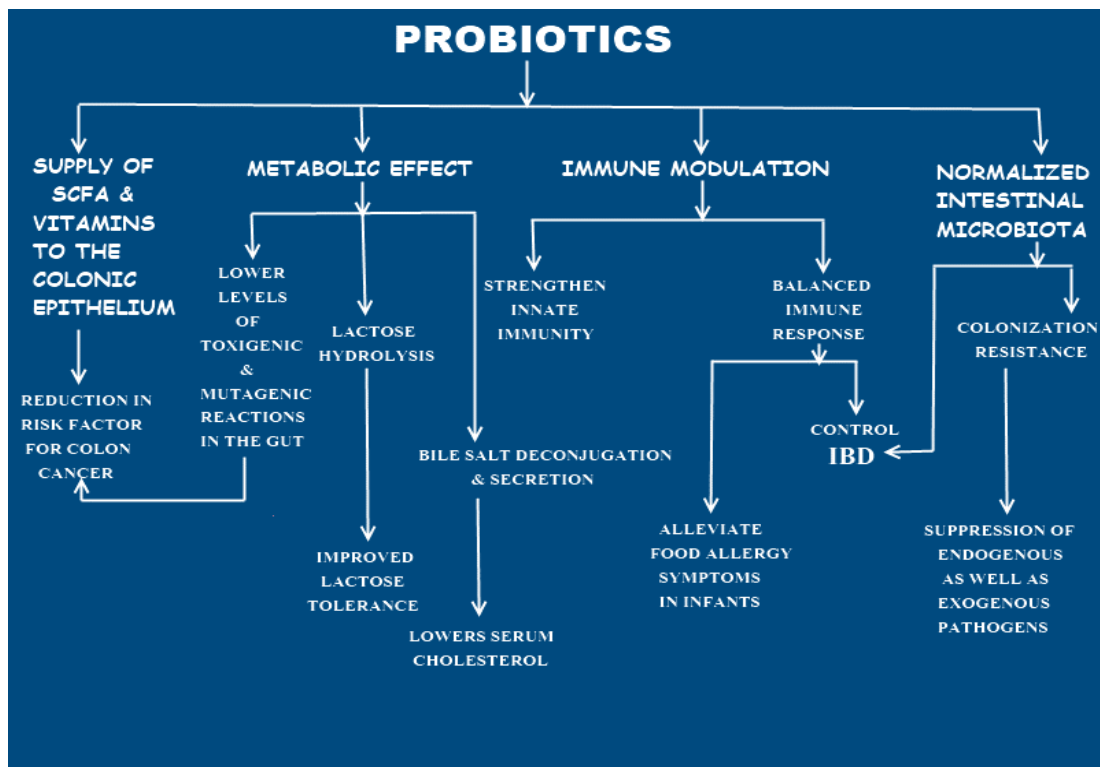 PROBIOTICS
SUPPLY OF
SCFA &
VITAMINS
TO THE
COLONIC
EPITHELIUM
REDUCTION IN
RISK FACTOR
FOR COLON
CANCER
METABOLIC EFFECT
LOWER
LEVELS
OF
TOXIGENIC
&
MUTAGENIC
REACTIONS
IN THE GUT
LACTOSE
HYDROLYSIS
IMPROVED
LACTOSE
TOLERANCE
BILE SALT DECONJUGATION
& SECRETION
LOWERS SERUM
CHOLESTEROL
IMMUNE MODULATION
STRENGTHEN
INNATE
IMMUNITY
BALANCED
IMMUNE
RESPONSE
ALLEVIATE
FOOD ALLERGY
SYMPTOMS
IN INFANTS
CONTROL
IBD
NORMALIZED
INTESTINAL
MICROBIOTA
COLONIZATION
RESISTANCE
SUPPRESSION OF
ENDOGENOUS
AS WELL AS
EXOGENOUS
PATHOGENS